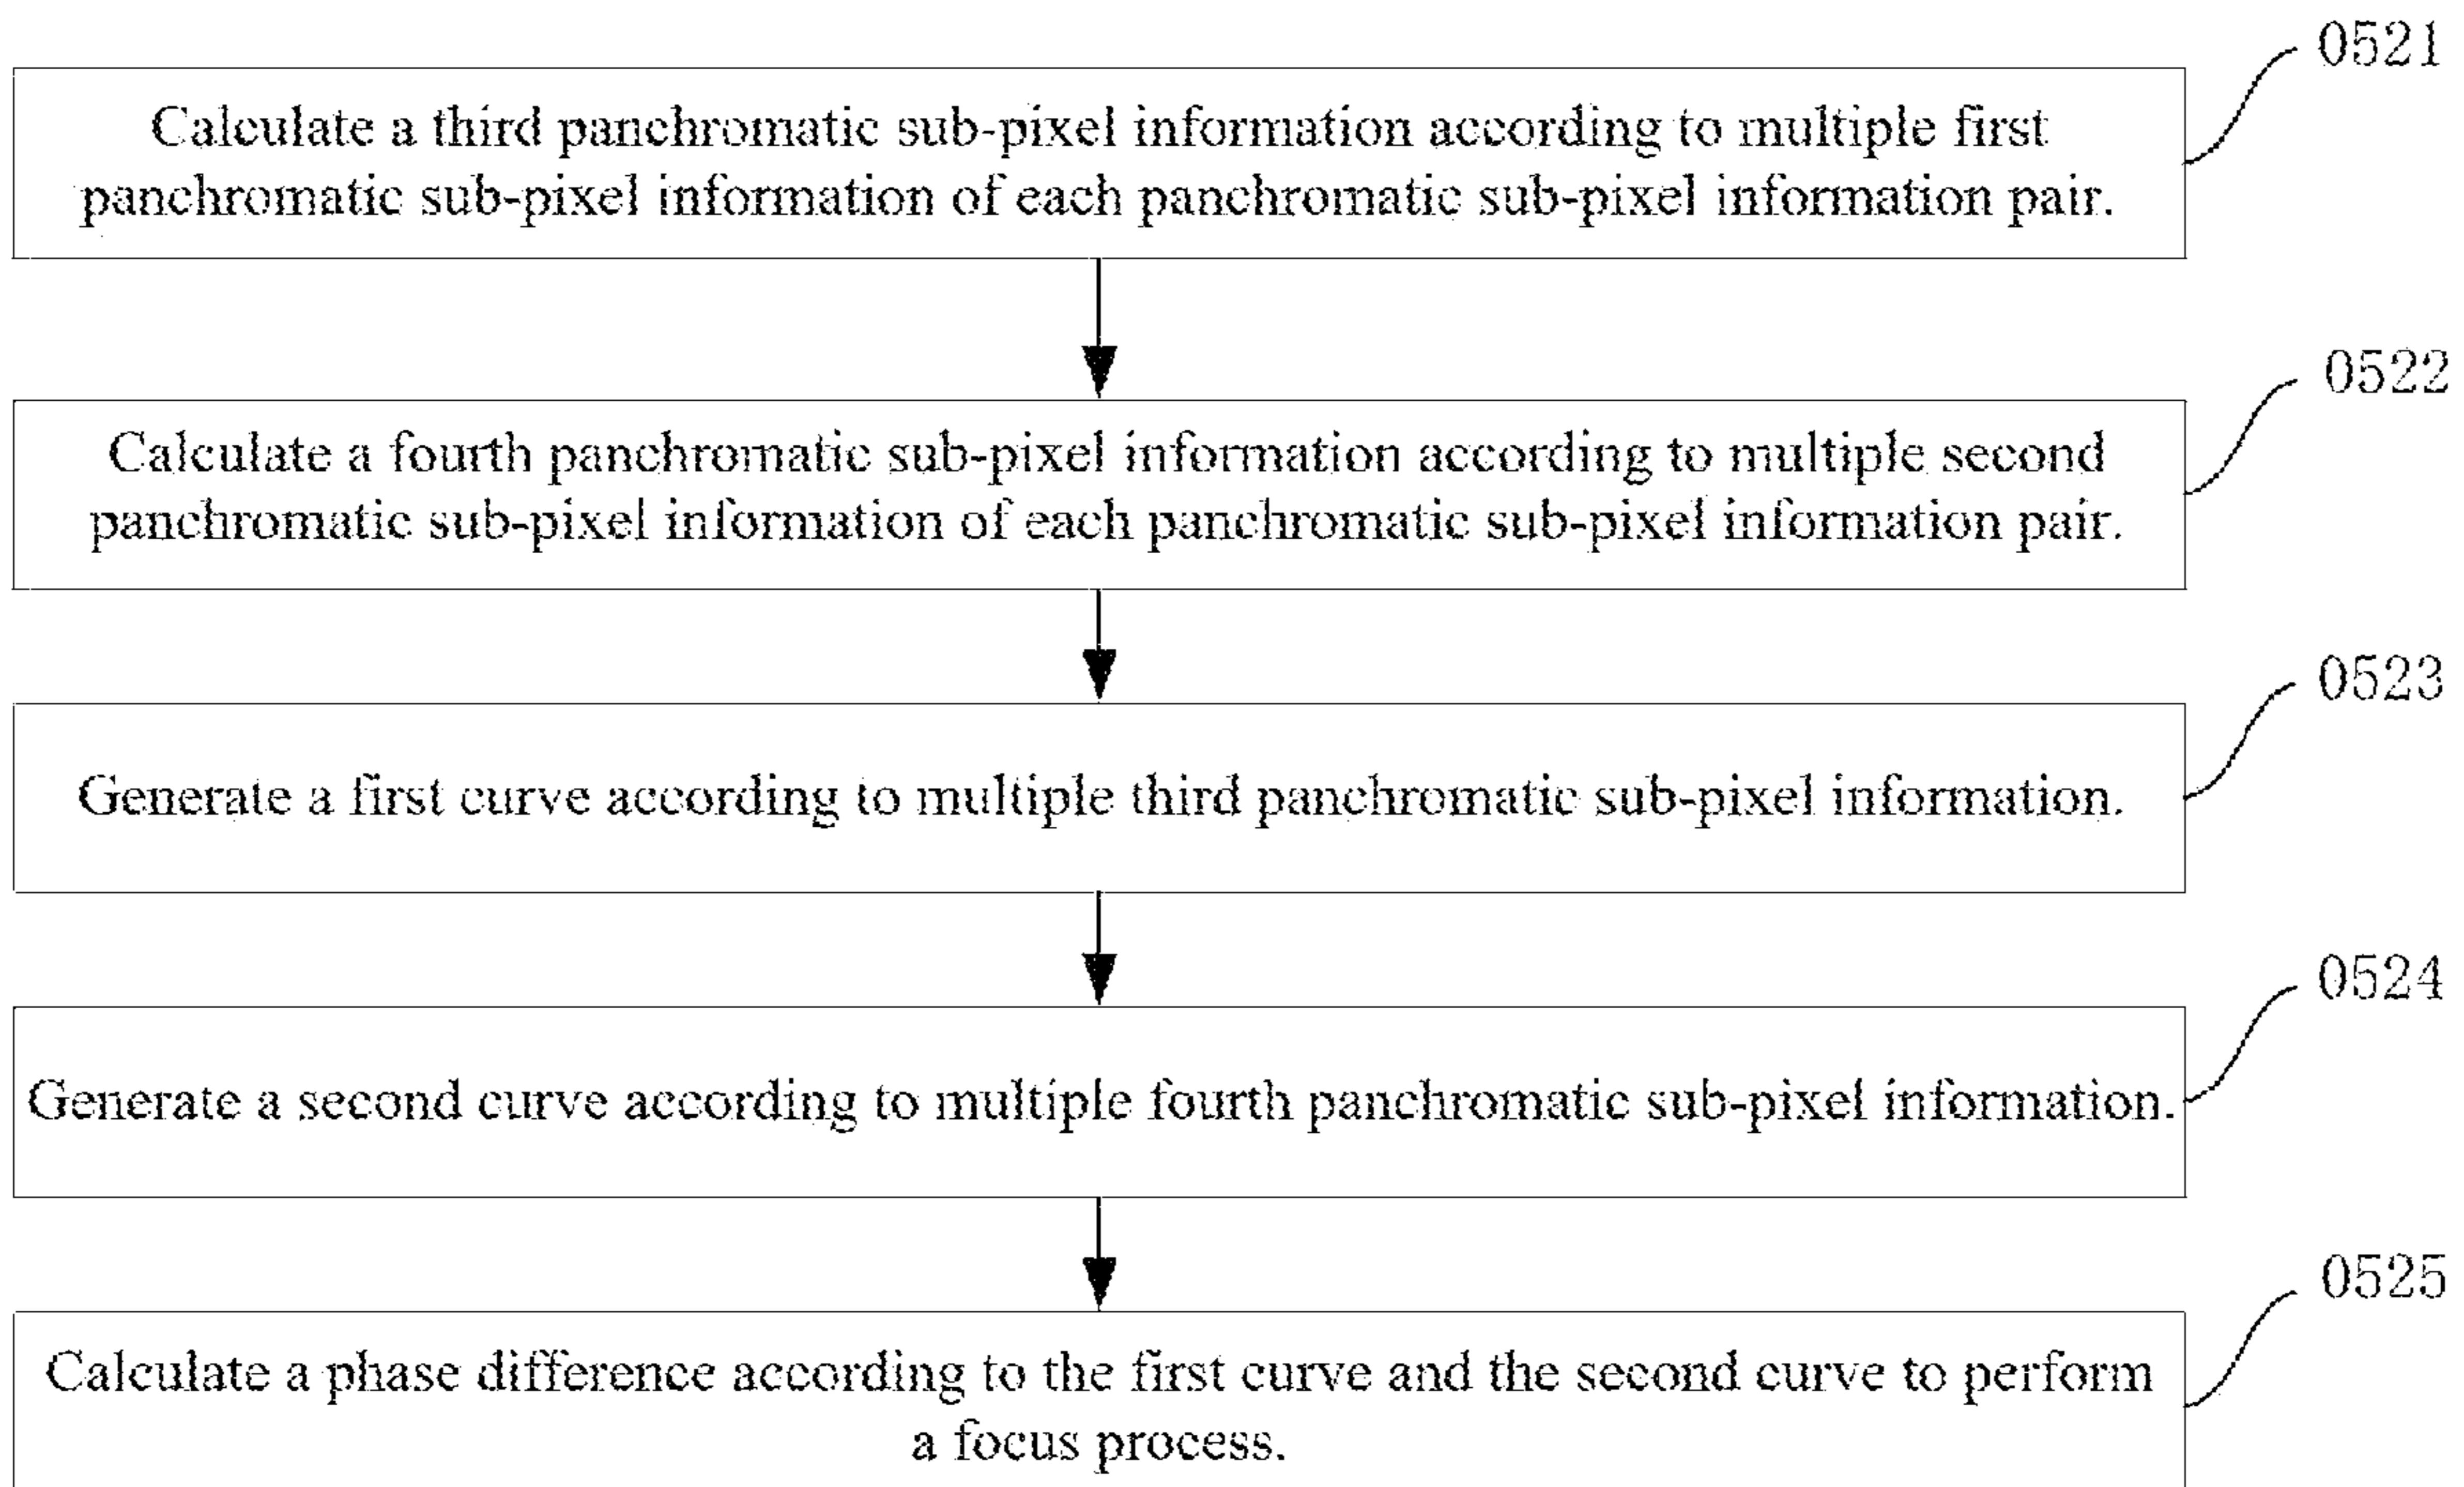 0521
Calculate a third panchromatic sub-pixel information according to multiple first
panchromatic sub-pixel information of each panchromatic sub-pixel information pair.
0522
Calculate a fourth panchromatic sub-pixel information according to multiple second
panchromatic sub-pixel information of each panchromatic sub-pixel information pair.
0523
Generate a first curve according to multiple third panchromatic sub-pixel information.
0524
Generate a second curve according to multiple fourth panchromatic sub-pixel information.
0525
Calculate a phase difference according to the first curve and the second curve to perform
a focus process.